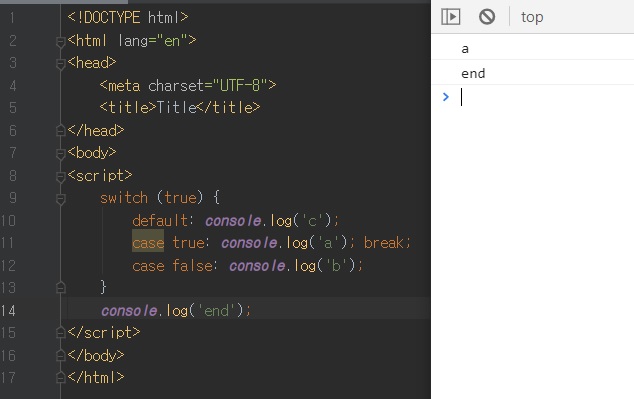 1 <!DOCTYPE html>
2 <html lang="en">
3 <head>
4 <meta charset="UTF-8">
5 <title>Title</title>
6 </head>
7 <body>
8 <script>
9 switch (true) {
10 default: console.log('c');
11 case true: console.log('a'); break;
12 case false: console.log('b');
13 }
14 console.log('end');
15 </script>
16 </body>
17 </html>
top
a
end